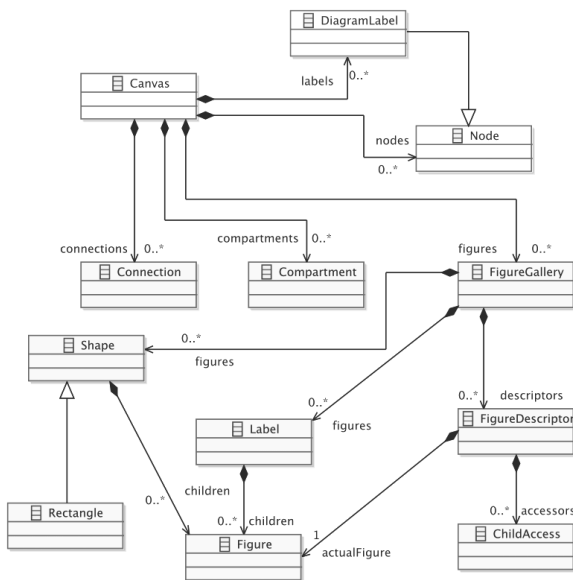 DiagramLabel
labels
0..*
Canvas
Node
nodes
0..*
connections
0..*
compartments
0..*
figures
0..*
Connection
Compartment
FigureGallery
Shape
0..*
figures
0..*
descriptors
0..*
figures
Label
FigureDescriptor
0..*
children
0..*
children
1
actualFigure
0..*
accessors
Rectangle
Figure
ChildAccess